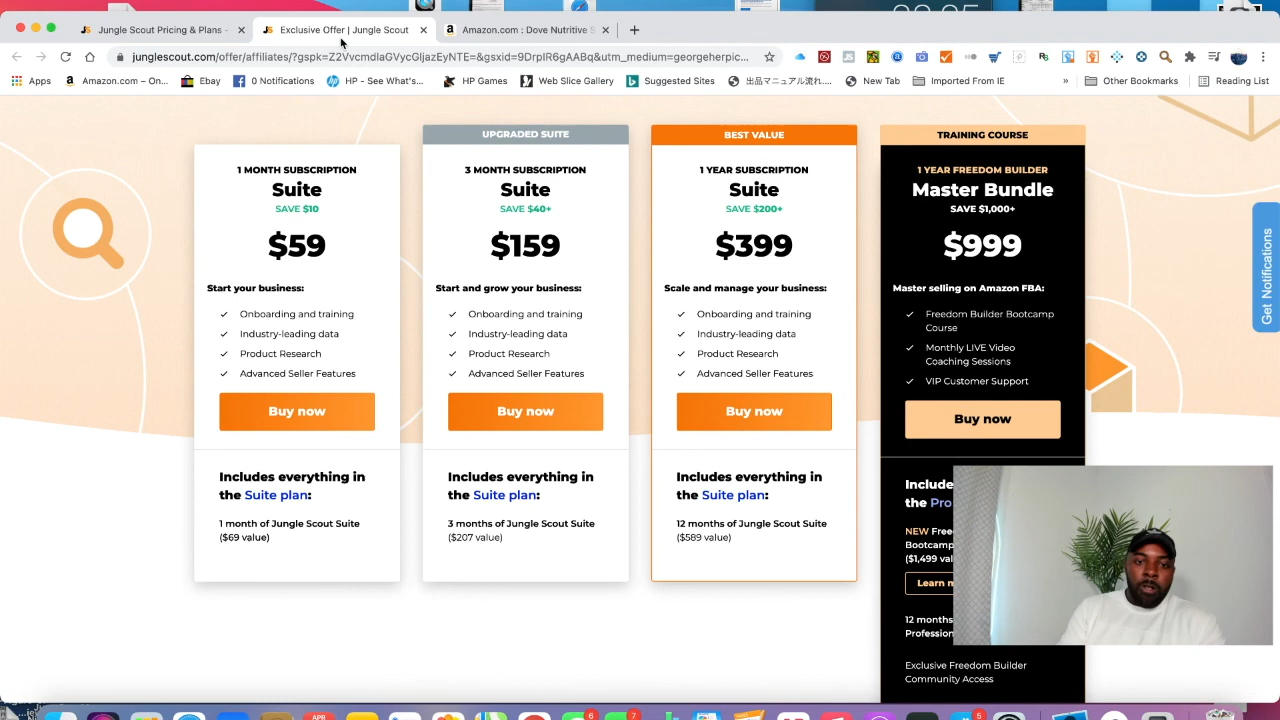 Jungle Scout Pricing & Plans -
Exclusive Offer | Jungle Scout
Amazon.com : Dove Nutritive S
junglescout.com/offer/affiliates/?gspk=
&utm_medium=georgeherpic...
Apps
Amazon.com – On...
Ebay
0 Notifications
HP - See What's...
HP Games
Web Slice Gallery
Suggested Sites
出品マニュアル流れ...
New Tab
Imported From IE
»
Other Bookmarks
Reading List
1 MONTH SUBSCRIPTION
Suite
SAVE $10
$59
Start your business:
Onboarding and training
Industry-leading data
Product Research
Advanced Seller Features
Buy now
Includes everything in
the Suite plan:
1 month of Jungle Scout Suite
($69 value)
UPGRADED SUITE
3 MONTH SUBSCRIPTION
Suite
SAVE $40+
$159
Start and grow your business:
Onboarding and training
Industry-leading data
Product Research
Advanced Seller Features
Buy now
Includes everything in
the Suite plan:
3 months of Jungle Scout Suite
($207 value)
BEST VALUE
1 YEAR SUBSCRIPTION
Suite
SAVE $200+
$399
Scale and manage your business:
Onboarding and training
Industry-leading data
Product Research
Advanced Seller Features
Buy now
Includes everything in
the Suite plan:
12 months of Jungle Scout Suite
($589 value)
TRAINING COURSE
1 YEAR FREEDOM BUILDER
Master Bundle
SAVE $1,000+
$999
Master selling on Amazon FBA:
Freedom Builder Bootcamp
Course
Monthly LIVE Video
Coaching Sessions
VIP Customer Support
Buy now
Include
the Pro
NEW Free
Bootcamp
($1,499 val
Learn m
12 months
Profession
Exclusive Freedom Builder
Community Access
Get Notifications
APR
6
7
5